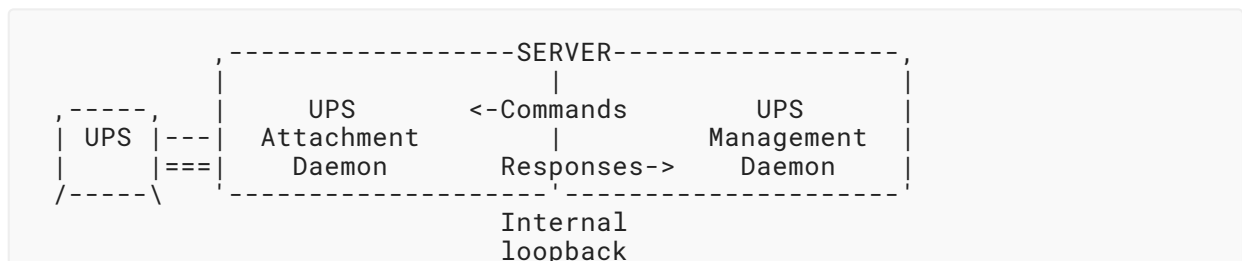 ,------------------SERVER------------------,
|                    |                     |
,-----,    |     UPS        <-Commands         UPS       |
| UPS |---|  Attachment         |          Management   |
|     |===|    Daemon       Responses->      Daemon     |
/-----\   '--------------------'---------------------'
Internal
loopback